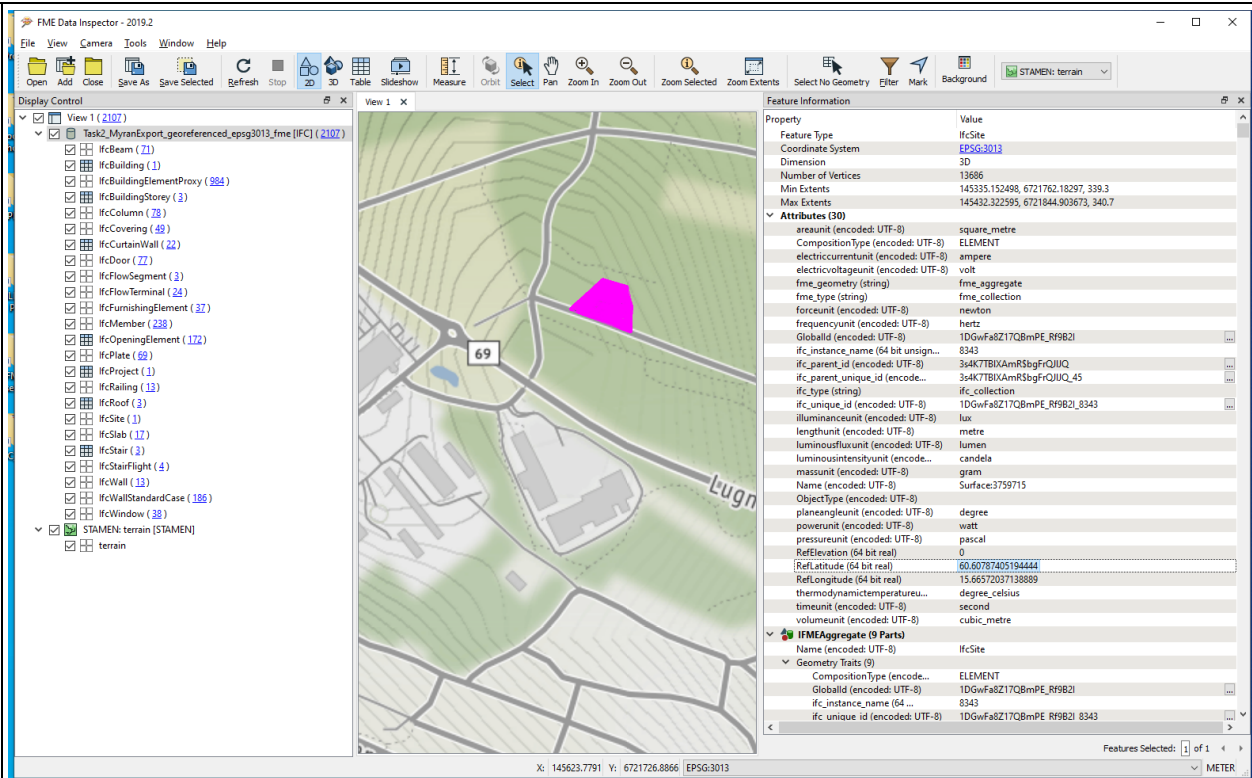 FME Data Inspector - 2019.2
File View Camera Tools Window Help
Open Add Close Save As Save Selected Refresh Stop 2D 3D Table Slideshow Measure Orbit Select Pan Zoom In Zoom Out Zoom Selected Zoom Extents Select No Geometry Filter Mark Background STAMEN: terrain
Display Control
View 1 (2107)
Task2_MyranExport_georeferenced_epsg3013_fme [IFC] (2107)
IfcBeam (71)
IfcBuilding (1)
IfcBuildingElementProxy (984)
IfcBuildingStorey (3)
IfcColumn (78)
IfcCovering (49)
IfcCurtainWall (22)
IfcDoor (77)
IfcFlowSegment (3)
IfcFlowTerminal (24)
IfcFurnishingElement (37)
IfcMember (238)
IfcOpeningElement (172)
IfcPlate (69)
IfcProject (1)
IfcRailing (13)
IfcRoof (3)
IfcSite (1)
IfcSlab (17)
IfcStair (3)
IfcStairFlight (4)
IfcWall (13)
IfcWallStandardCase (186)
IfcWindow (38)
STAMEN: terrain [STAMEN]
terrain
View 1
69
Lugn
Feature Information
Property Value
Feature Type IfcSite
Coordinate System EPSG:3013
Dimension 3D
Number of Vertices 13686
Min Extents 145335.152498, 6721762.18297, 339.3
Max Extents 145432.322595, 6721844.903673, 340.7
Attributes (30)
areaunit (encoded: UTF-8) square_metre
CompositionType (encoded: UTF-8) ELEMENT
electriccurrentunit (encoded: UTF-8) ampere
electricvoltageunit (encoded: UTF-8) volt
fme_geometry (string) fme_aggregate
fme_type (string) fme_collection
forceunit (encoded: UTF-8) newton
frequencyunit (encoded: UTF-8) hertz
GlobalId (encoded: UTF-8) 1DGwFa8Z17QBmPE_Rf9B2I ...
ifc_instance_name (64 bit unsign... 8343
ifc_parent_id (encoded: UTF-8) ...
ifc_parent_unique_id (encode... ...
ifc_type (string) ifc_collection
ifc_unique_id (encoded: UTF-8) 1DGwFa8Z17QBmPE_Rf9B2I_8343 ...
illuminanceunit (encoded: UTF-8) lux
lengthunit (encoded: UTF-8) metre
luminousfluxunit (encoded: UTF-8) lumen
luminousintensityunit (encode... candela
massunit (encoded: UTF-8) gram
Name (encoded: UTF-8) Surface:3759715
ObjectType (encoded: UTF-8)
planeangleunit (encoded: UTF-8) degree
powerunit (encoded: UTF-8) watt
pressureunit (encoded: UTF-8) pascal
RefElevation (64 bit real) 0
RefLatitude (64 bit real) 60.60787405194444
RefLongitude (64 bit real) 15.66572037138889
thermodynamictemperatureu... degree_celsius
timeunit (encoded: UTF-8) second
volumeunit (encoded: UTF-8) cubic_metre
IFMEAggregate (9 Parts)
Name (encoded: UTF-8) IfcSite
Geometry Traits (9)
CompositionType (encode... ELEMENT
GlobalId (encoded: UTF-8) 1DGwFa8Z17QBmPE_Rf9B2I ...
ifc_instance_name (64 ... 8343
ifc_unique_id (encoded: UTF-8) 1DGwFa8Z17QBmPE_Rf9B2I_8343 ...
Features Selected: 1 of 1
X: 145623.7791 Y: 6721726.8866 EPSG:3013 METER